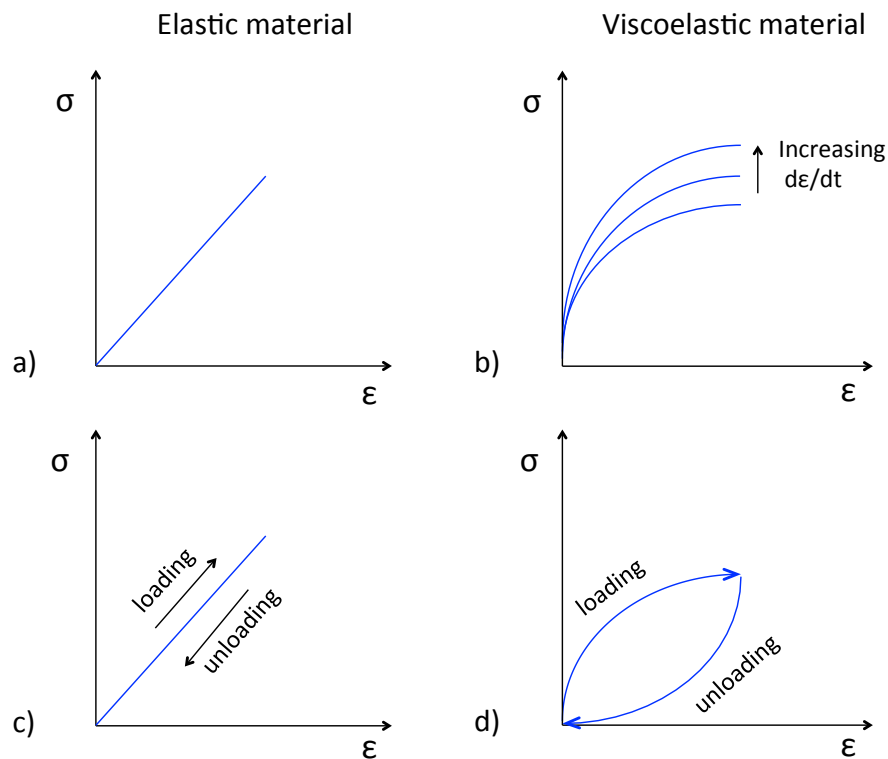 Elastic material
Viscoelastic material
σ
σ
Increasing
dε/dt
a)
ε
b)
ε
σ
σ
loading
unloading
loading
unloading
c)
ε
d)
ε